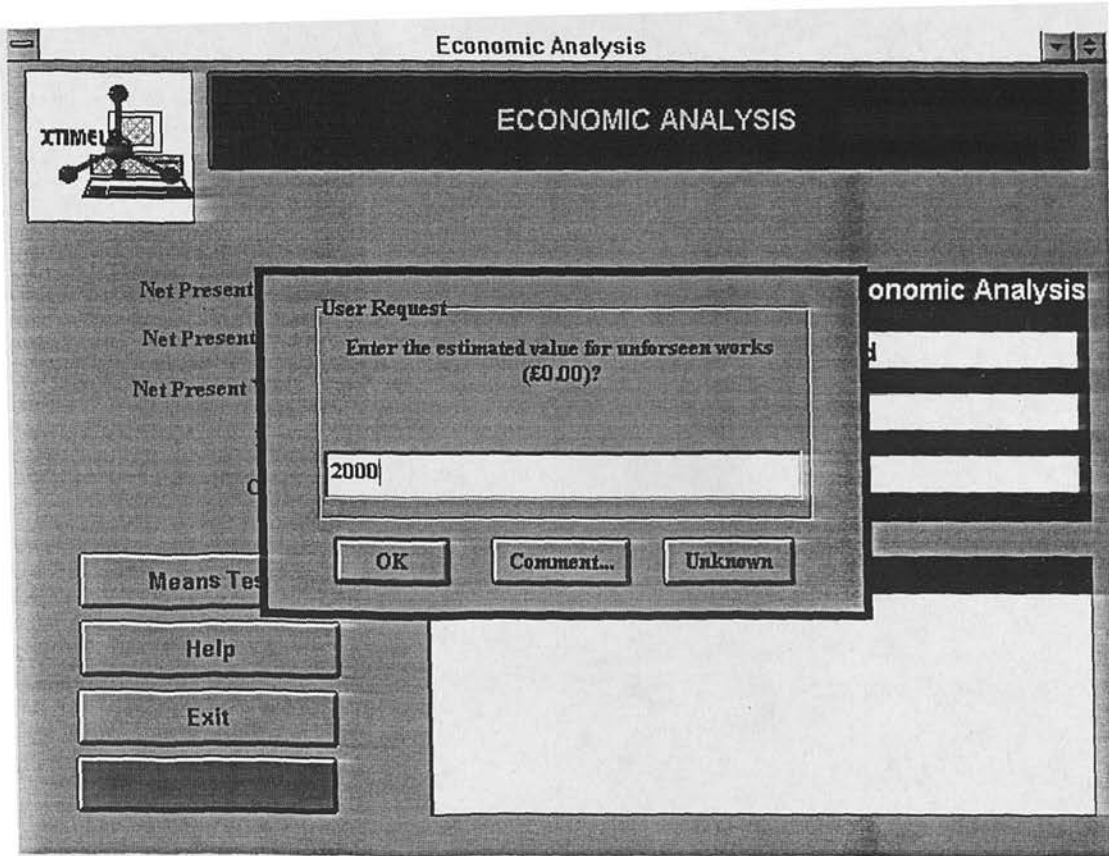 Economic Analysis
ECONOMIC ANALYSIS
Net Present
onomic Analysis
User Request
Net Present
Enter the estimated value for unforseen works
(£0.00)?
d
Net Present
2000
OK
Comment...
Unknown
Means Tes
Help
Exit